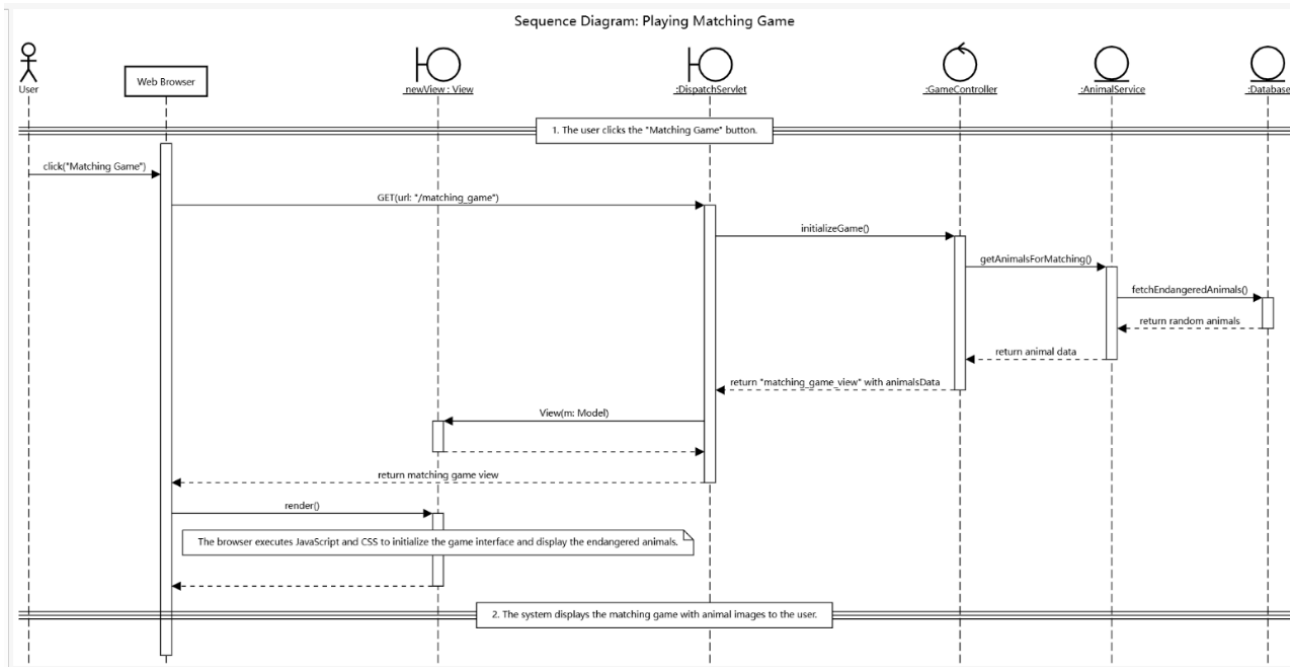 Sequence Diagram: Playing Matching Game
User
Web Browser
newView : View
:DispatchServlet
:GameController
:AnimalService
:Database
1. The user clicks the "Matching Game" button.
click("Matching Game")
GET(url: "/matching_game")
initializeGame()
getAnimalsForMatching()
fetchEndangeredAnimals()
return random animals
return animal data
return "matching_game_view" with animalsData
View(m: Model)
return matching game view
render()
The browser executes JavaScript and CSS to initialize the game interface and display the endangered animals.
2. The system displays the matching game with animal images to the user.